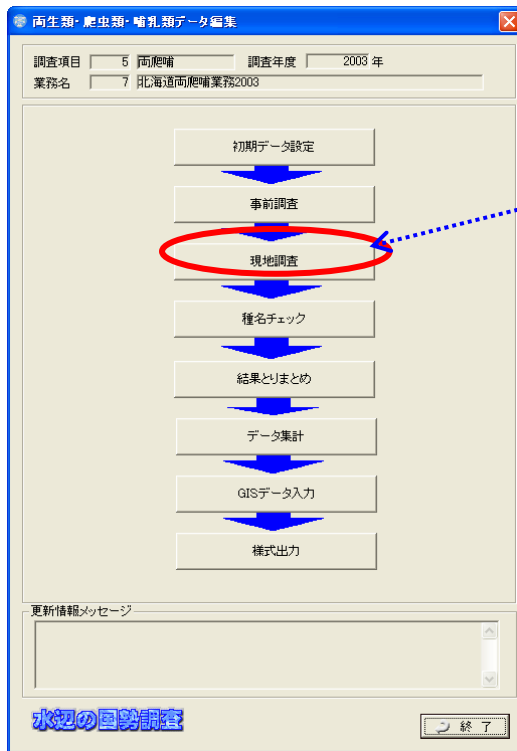 両生類・爬虫類・哺乳類データ編集
調査項目 5 両爬哺 調査年度 2003 年
業務名 7 北海道両爬哺業務2003
初期データ設定
事前調査
現地調査
種名チェック
結果とりまとめ
データ集計
GISデータ入力
様式出力
更新情報メッセージ
水辺の国勢調査
終 了